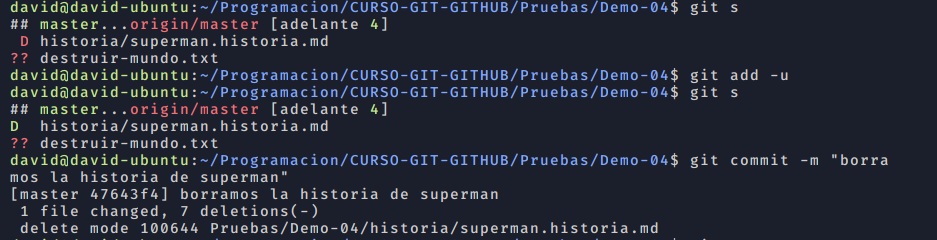 david@david-ubuntu:~/Programacion/CURSO-GIT-GITHUB/Pruebas/Demo-04$ git s
## master...origin/master [adelante 4]
 D historia/superman.historia.md
?? destruir-mundo.txt
david@david-ubuntu:~/Programacion/CURSO-GIT-GITHUB/Pruebas/Demo-04$ git add -u
david@david-ubuntu:~/Programacion/CURSO-GIT-GITHUB/Pruebas/Demo-04$ git s
## master...origin/master [adelante 4]
D  historia/superman.historia.md
?? destruir-mundo.txt
david@david-ubuntu:~/Programacion/CURSO-GIT-GITHUB/Pruebas/Demo-04$ git commit -m "borra
mos la historia de superman"
[master 47643f4] borramos la historia de superman
 1 file changed, 7 deletions(-)
 delete mode 100644 Pruebas/Demo-04/historia/superman.historia.md